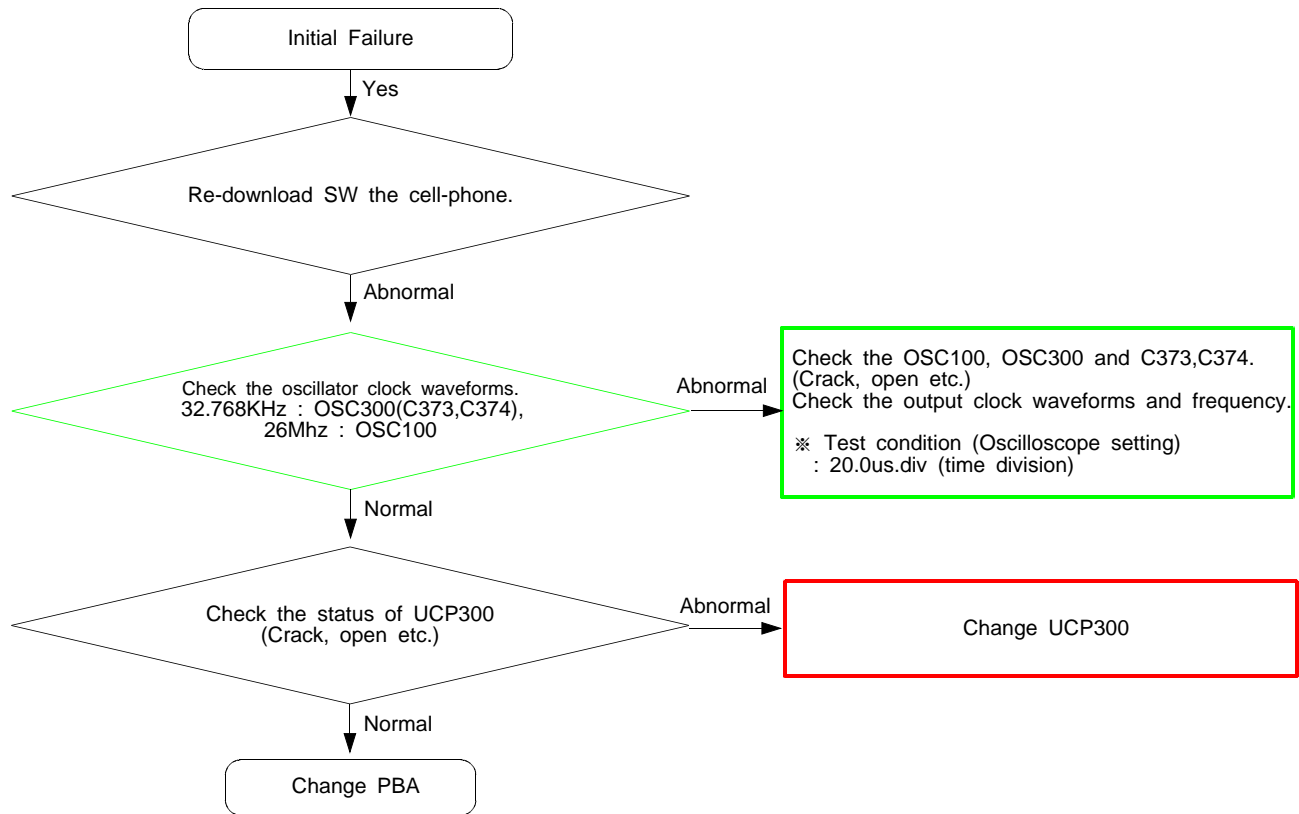 Initial Failure
Yes
Re-download SW the cell-phone.
Abnormal
Check the oscillator clock waveforms.
32.768KHz : OSC300(C373,C374),
26Mhz : OSC100
Abnormal
Check the OSC100, OSC300 and C373,C374.
(Crack, open etc.)
Check the output clock waveforms and frequency.
※ Test condition (Oscilloscope setting)
: 20.0us.div (time division)
Normal
Check the status of UCP300
(Crack, open etc.)
Abnormal
Change UCP300
Normal
Change PBA